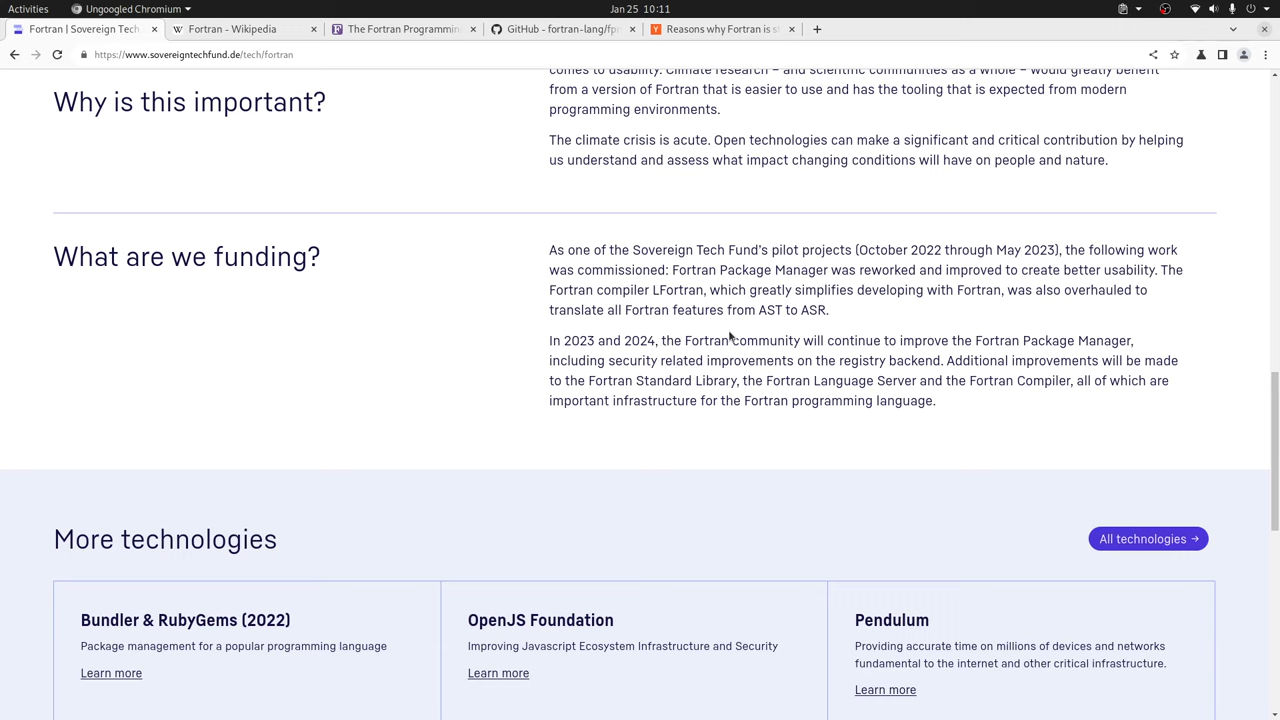 Activities
Ungoogled Chromium
Jan 25 10:11
Fortran | Sovereign Tech
Fortran - Wikipedia
The Fortran Programmin
GitHub - fortran-lang/fpm
Reasons why Fortran is st
https://www.sovereigntechfund.de/tech/fortran
comes to usability. Climate research – and scientific communities as a whole – would greatly benefit
Why is this important?
from a version of Fortran that is easier to use and has the tooling that is expected from modern
programming environments.
The climate crisis is acute. Open technologies can make a significant and critical contribution by helping
us understand and assess what impact changing conditions will have on people and nature.
What are we funding?
As one of the Sovereign Tech Fund's pilot projects (October 2022 through May 2023), the following work
was commissioned: Fortran Package Manager was reworked and improved to create better usability. The
Fortran compiler LFortran, which greatly simplifies developing with Fortran, was also overhauled to
translate all Fortran features from AST to ASR.
In 2023 and 2024, the Fortran community will continue to improve the Fortran Package Manager,
including security related improvements on the registry backend. Additional improvements will be made
to the Fortran Standard Library, the Fortran Language Server and the Fortran Compiler, all of which are
important infrastructure for the Fortran programming language.
More technologies
All technologies →
Bundler & RubyGems (2022)
Package management for a popular programming language
Learn more
OpenJS Foundation
Improving Javascript Ecosystem Infrastructure and Security
Learn more
Pendulum
Providing accurate time on millions of devices and networks
fundamental to the internet and other critical infrastructure.
Learn more